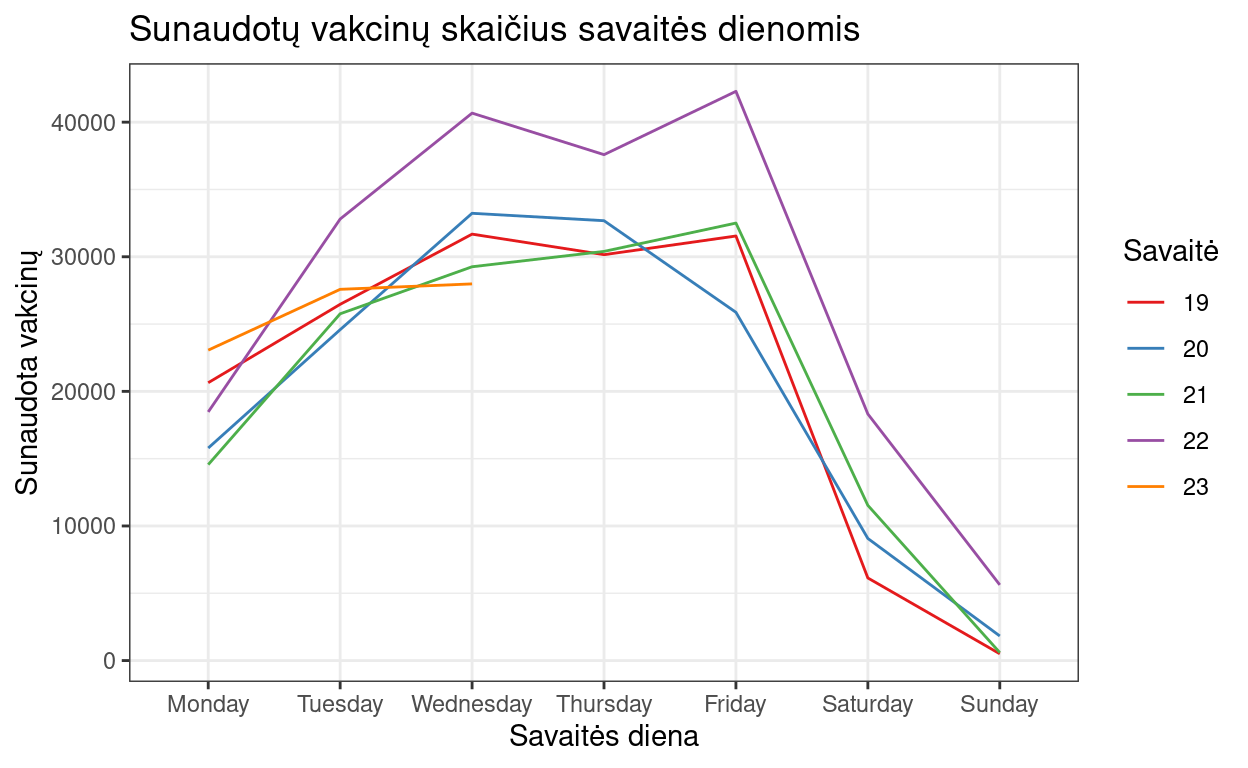 Sunaudotų vakcinų skaičius savaitės dienomis
Sunaudota vakcinų
40000
30000
20000
10000
0
Monday Tuesday Wednesday Thursday Friday Saturday Sunday
Savaitės diena
Savaitė
19
20
21
22
23